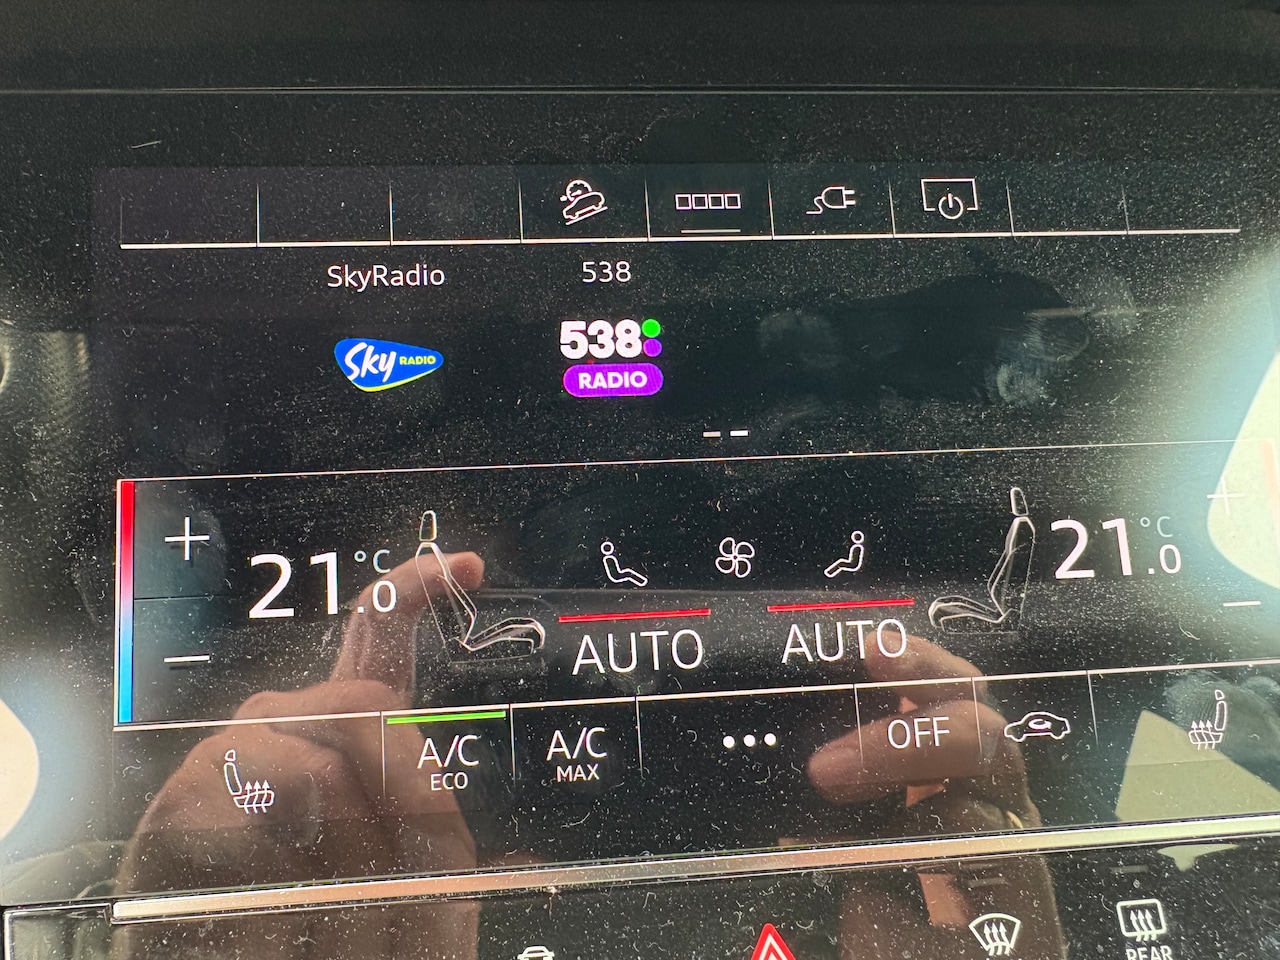 SkyRadio
538
Sky RADIO
538
RADIO
21.0 °C
21.0 °C
AUTO
AUTO
A/C
ECO
A/C
MAX
OFF
REAR